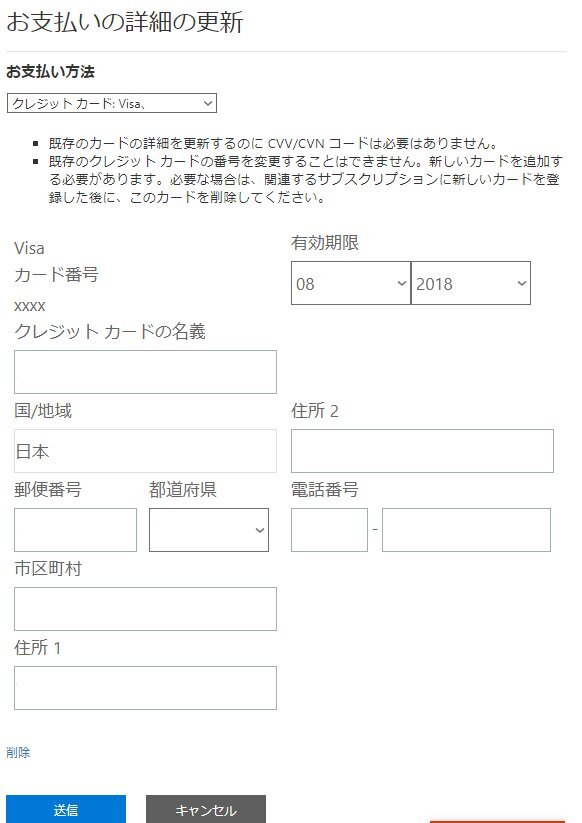 お支払いの詳細の更新
お支払い方法
クレジット カード: Visa、
既存のカードの詳細を更新するのに CVV/CVN コードは必要はありません。
既存のクレジット カードの番号を変更することはできません。新しいカードを追加す
る必要があります。必要な場合は、関連するサブスクリプションに新しいカードを登
録した後に、このカードを削除してください。
Visa
カード番号
xxxx
有効期限
08 2018
クレジット カードの名義
国/地域 住所 2
日本
郵便番号 都道府県 電話番号
-
市区町村
住所 1
削除
送信 キャンセル